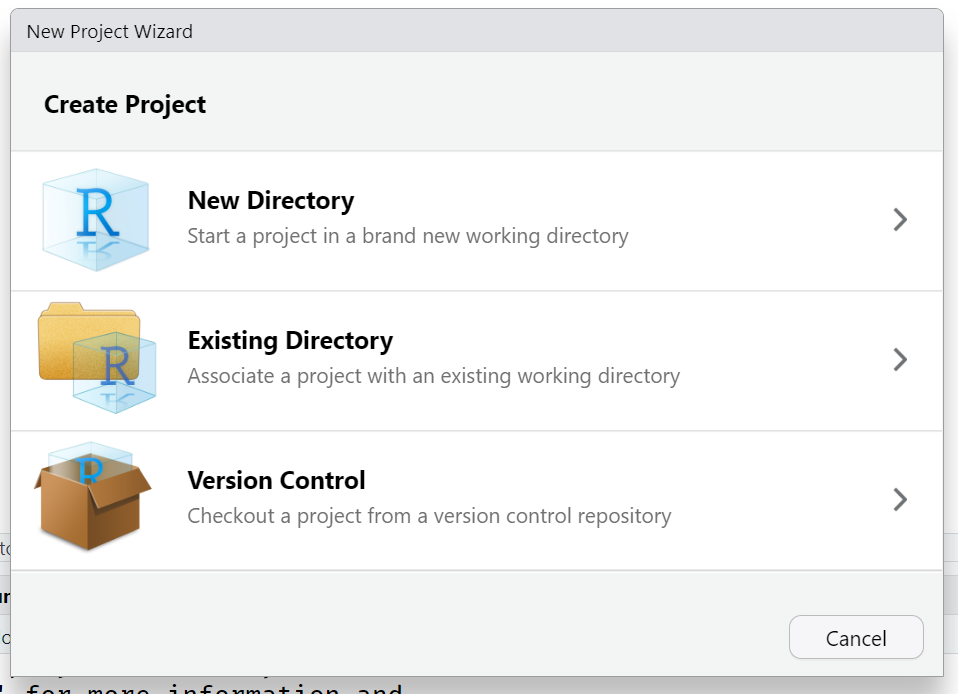 New Project Wizard
Create Project
R
New Directory
Start a project in a brand new working directory
R
Existing Directory
Associate a project with an existing working directory
R
Version Control
Checkout a project from a version control repository
Cancel
for more information and